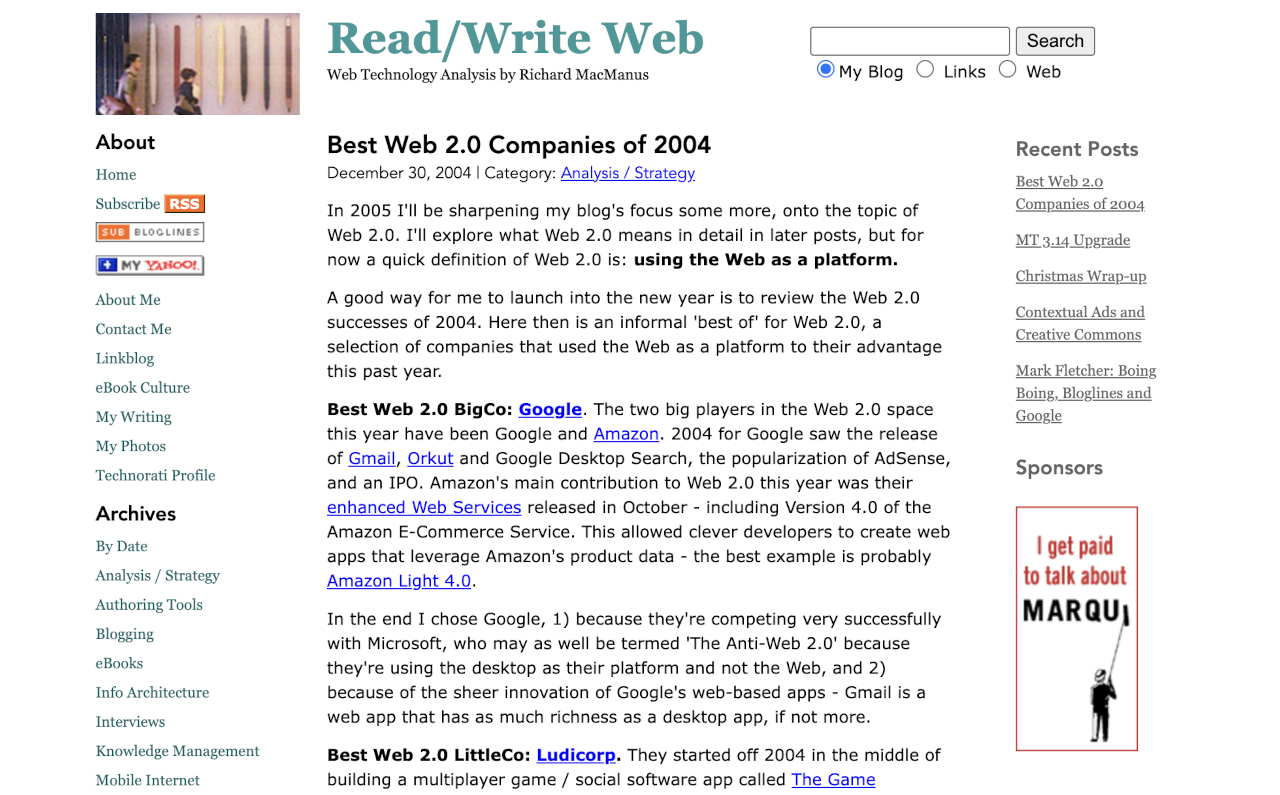 Read/Write Web
Web Technology Analysis by Richard MacManus
Search
My Blog Links Web
About
Home
Subscribe RSS
SUB BLOGLINES
MY YAHOO!
About Me
Contact Me
Linkblog
eBook Culture
My Writing
My Photos
Technorati Profile
Archives
By Date
Analysis / Strategy
Authoring Tools
Blogging
eBooks
Info Architecture
Interviews
Knowledge Management
Mobile Internet
Best Web 2.0 Companies of 2004
December 30, 2004 | Category: Analysis / Strategy
In 2005 I'll be sharpening my blog's focus some more, onto the topic of
Web 2.0. I'll explore what Web 2.0 means in detail in later posts, but for
now a quick definition of Web 2.0 is: using the Web as a platform.
A good way for me to launch into the new year is to review the Web 2.0
successes of 2004. Here then is an informal 'best of' for Web 2.0, a
selection of companies that used the Web as a platform to their advantage
this past year.
Best Web 2.0 BigCo: Google. The two big players in the Web 2.0 space
this year have been Google and Amazon. 2004 for Google saw the release
of Gmail, Orkut and Google Desktop Search, the popularization of AdSense,
and an IPO. Amazon's main contribution to Web 2.0 this year was their
enhanced Web Services released in October - including Version 4.0 of the
Amazon E-Commerce Service. This allowed clever developers to create web
apps that leverage Amazon's product data - the best example is probably
Amazon Light 4.0.
In the end I chose Google, 1) because they're competing very successfully
with Microsoft, who may as well be termed 'The Anti-Web 2.0' because
they're using the desktop as their platform and not the Web, and 2)
because of the sheer innovation of Google's web-based apps - Gmail is a
web app that has as much richness as a desktop app, if not more.
Best Web 2.0 LittleCo: Ludicorp. They started off 2004 in the middle of
building a multiplayer game / social software app called The Game
Recent Posts
Best Web 2.0
Companies of 2004
MT 3.14 Upgrade
Christmas Wrap-up
Contextual Ads and
Creative Commons
Mark Fletcher: Boing
Boing, Bloglines and
Google
Sponsors
I get paid
to talk about
MARQUI